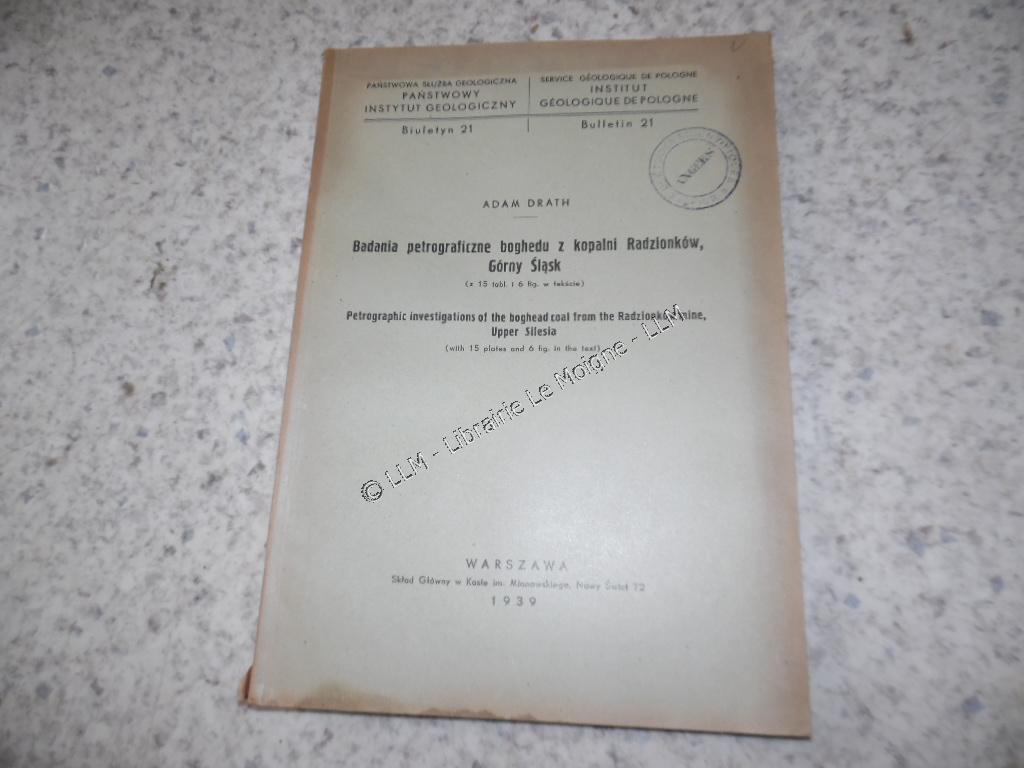 PAŃSTWOWA SŁUŻBA GEOLOGICZNA
PAŃSTWOWY
INSTYTUT GEOLOGICZNY
Biuletyn 21
SERVICE GÉOLOGIQUE DE POLOGNE
INSTITUT
GÉOLOGIQUE DE POLOGNE
Bulletin 21
ADAM DRATH
Badania petrograficzne boghedu z kopalni Radzionków,
Górny Śląsk
(z 15 tabl. i 6 fig. w tekście)
Petrographic investigations of the boghead coal from the Radzionków mine,
Upper Silesia
(with 15 plates and 6 fig. in the text)
© LLM - Librairie Le Moigne - LLM
WARSZAWA
Skład Główny w Kasie im. Mianowskiego, Nowy Świat 72
1939